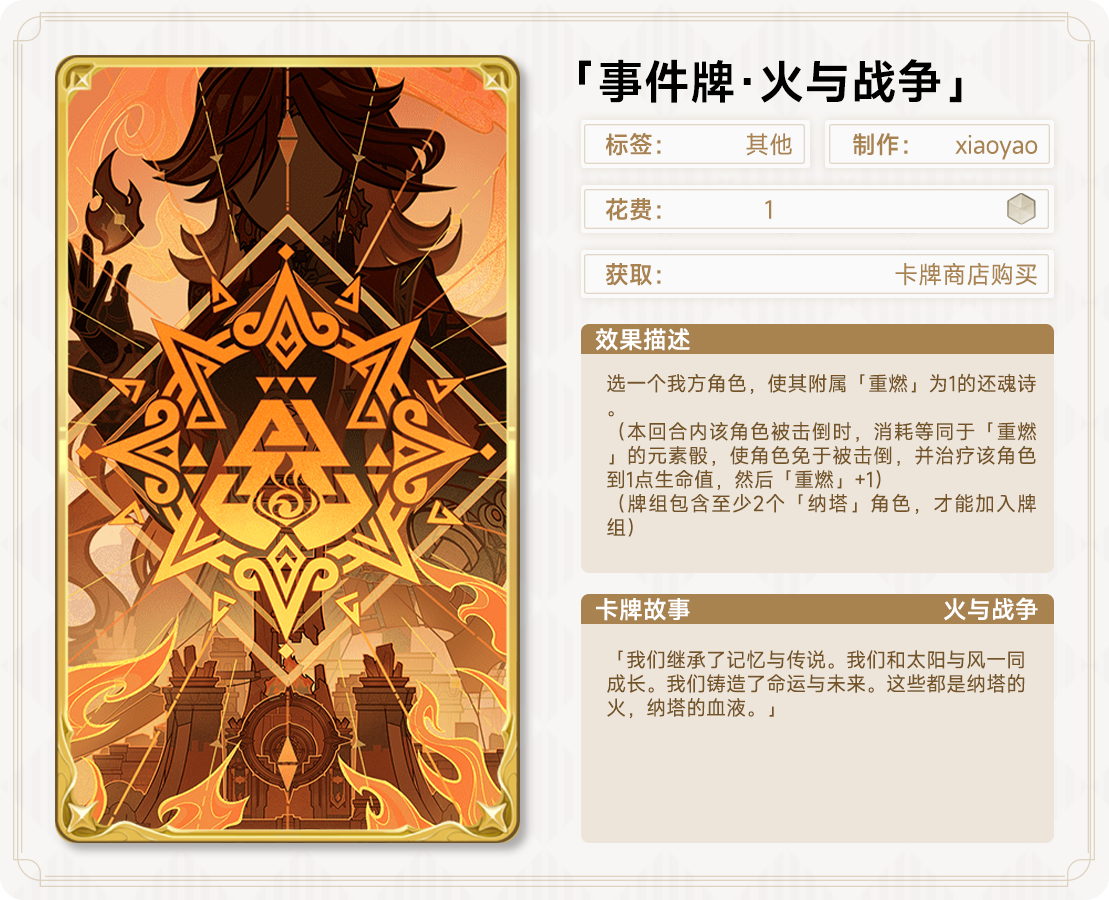 「事件牌·火与战争」
标签： 其他 制作： xiaoyao
花费： 1
获取： 卡牌商店购买
效果描述
选一个我方角色，使其附属「重燃」为1的还魂诗
。
（本回合内该角色被击倒时，消耗等同于「重燃
」的元素骰，使角色免于被击倒，并治疗该角色
到1点生命值，然后「重燃」+1）
（牌组包含至少2个「纳塔」角色，才能加入牌
组）
卡牌故事 火与战争
「我们继承了记忆与传说。我们和太阳与风一同
成长。我们铸造了命运与未来。这些都是纳塔的
火，纳塔的血液。」